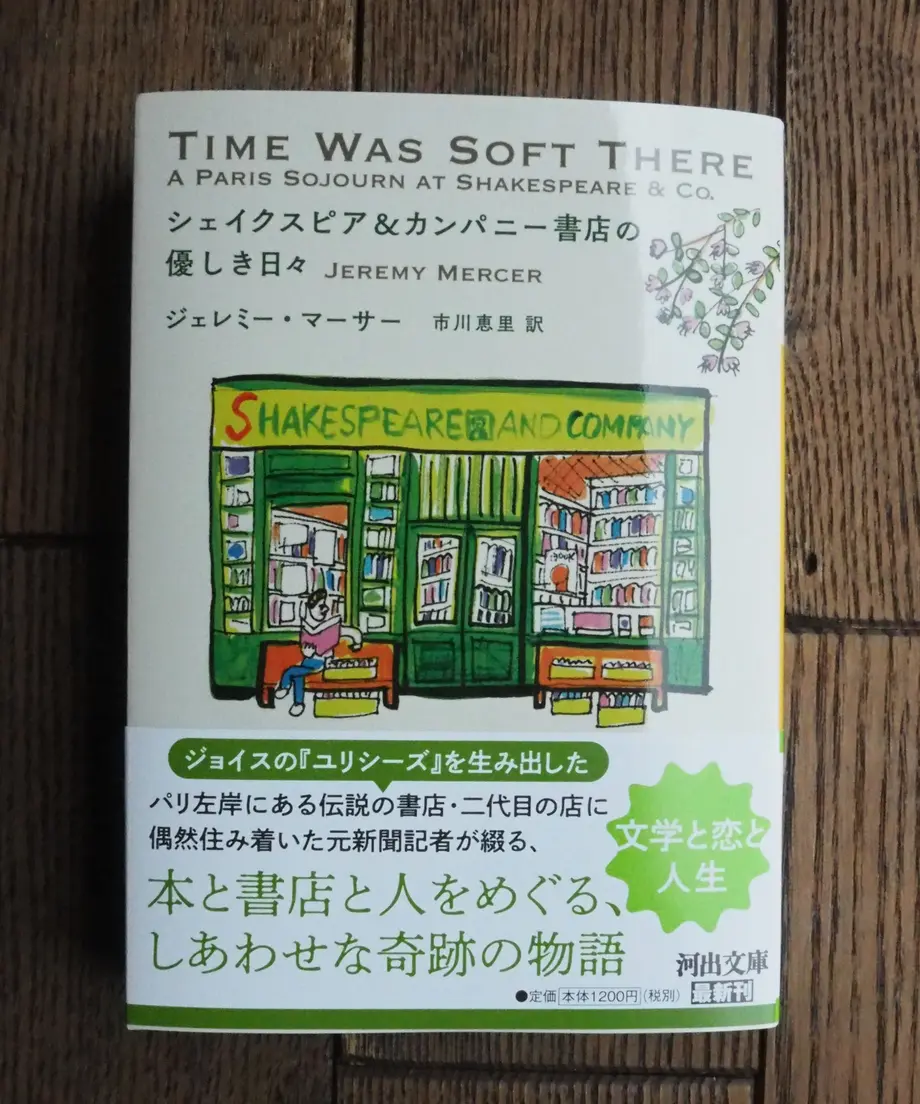 TIME WAS SOFT THERE
A PARIS SOJOURN AT SHAKESPEARE & CO.
シェイクスピア&カンパニー書店の
優しき日々 JEREMY MERCER
ジェレミー・マーサー 市川恵里 訳
SHAKESPEARE AND COMPANY
BOOK
ジョイスの『ユリシーズ』を生み出した
パリ左岸にある伝説の書店・二代目の店に
偶然住み着いた元新聞記者が綴る、
本と書店と人をめぐる、
しあわせな奇跡の物語
文学と恋と
人生
河出文庫
最新刊
●定価 本体1200円 (税別)